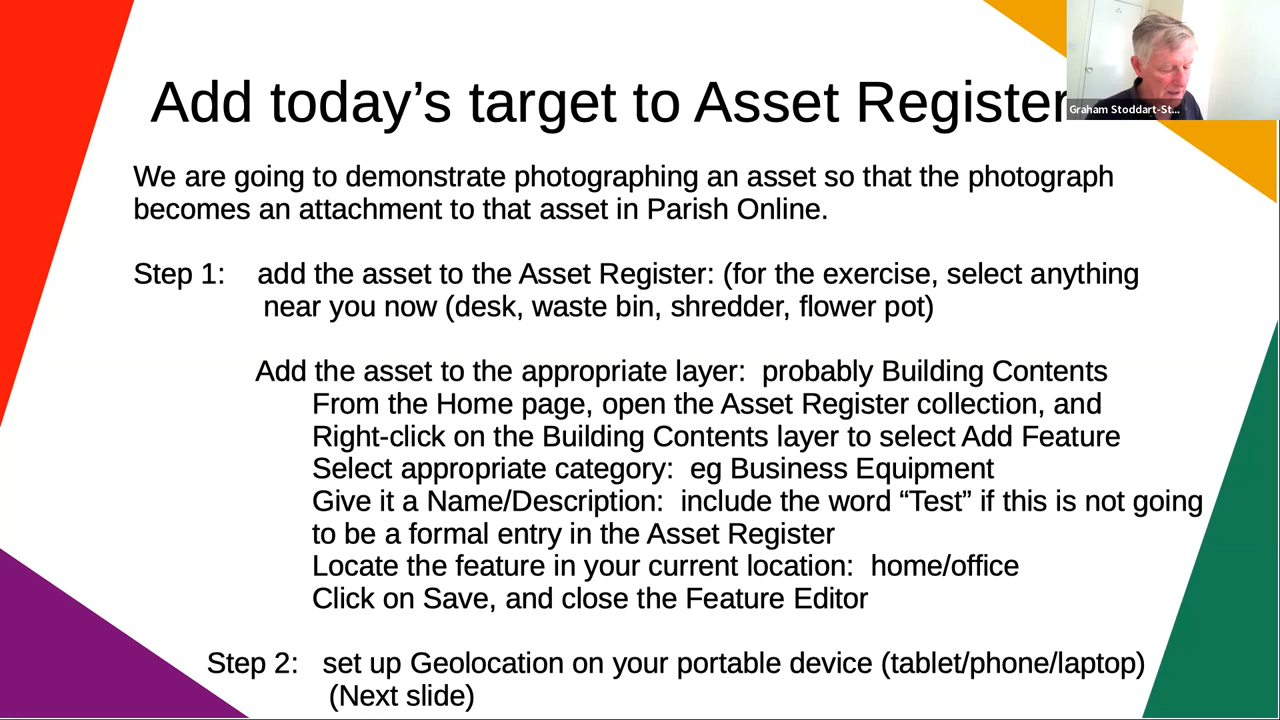 Add today’s target to Asset Register
Graham Stoddart-St...
We are going to demonstrate photographing an asset so that the photograph
becomes an attachment to that asset in Parish Online.
Step 1: add the asset to the Asset Register: (for the exercise, select anything
near you now (desk, waste bin, shredder, flower pot)
Add the asset to the appropriate layer: probably Building Contents
From the Home page, open the Asset Register collection, and
Right-click on the Building Contents layer to select Add Feature
Select appropriate category: eg Business Equipment
Give it a Name/Description: include the word “Test” if this is not going
to be a formal entry in the Asset Register
Locate the feature in your current location: home/office
Click on Save, and close the Feature Editor
Step 2: set up Geolocation on your portable device (tablet/phone/laptop)
(Next slide)